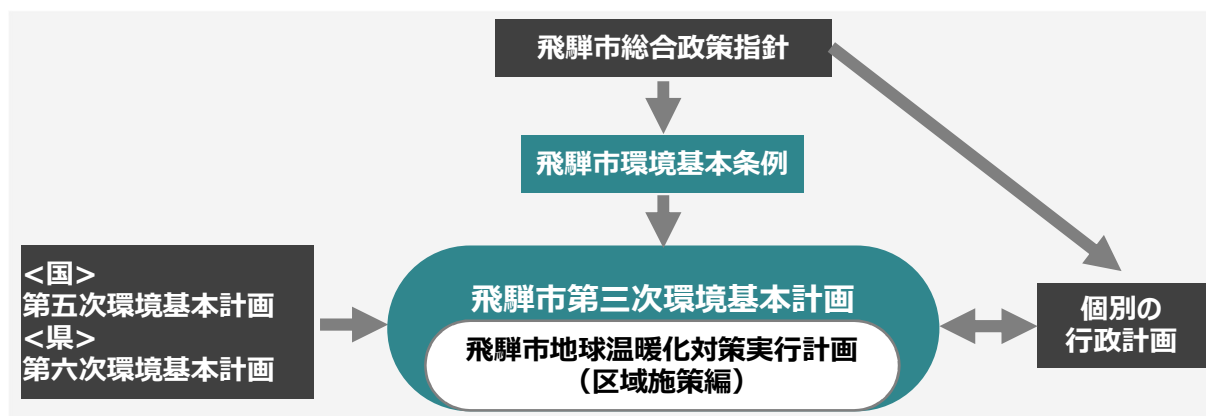 飛騨市総合政策指針
飛騨市環境基本条例
<国>
第五次環境基本計画
<県>
第六次環境基本計画
飛騨市第三次環境基本計画
飛騨市地球温暖化対策実行計画
（区域施策編）
個別の
行政計画